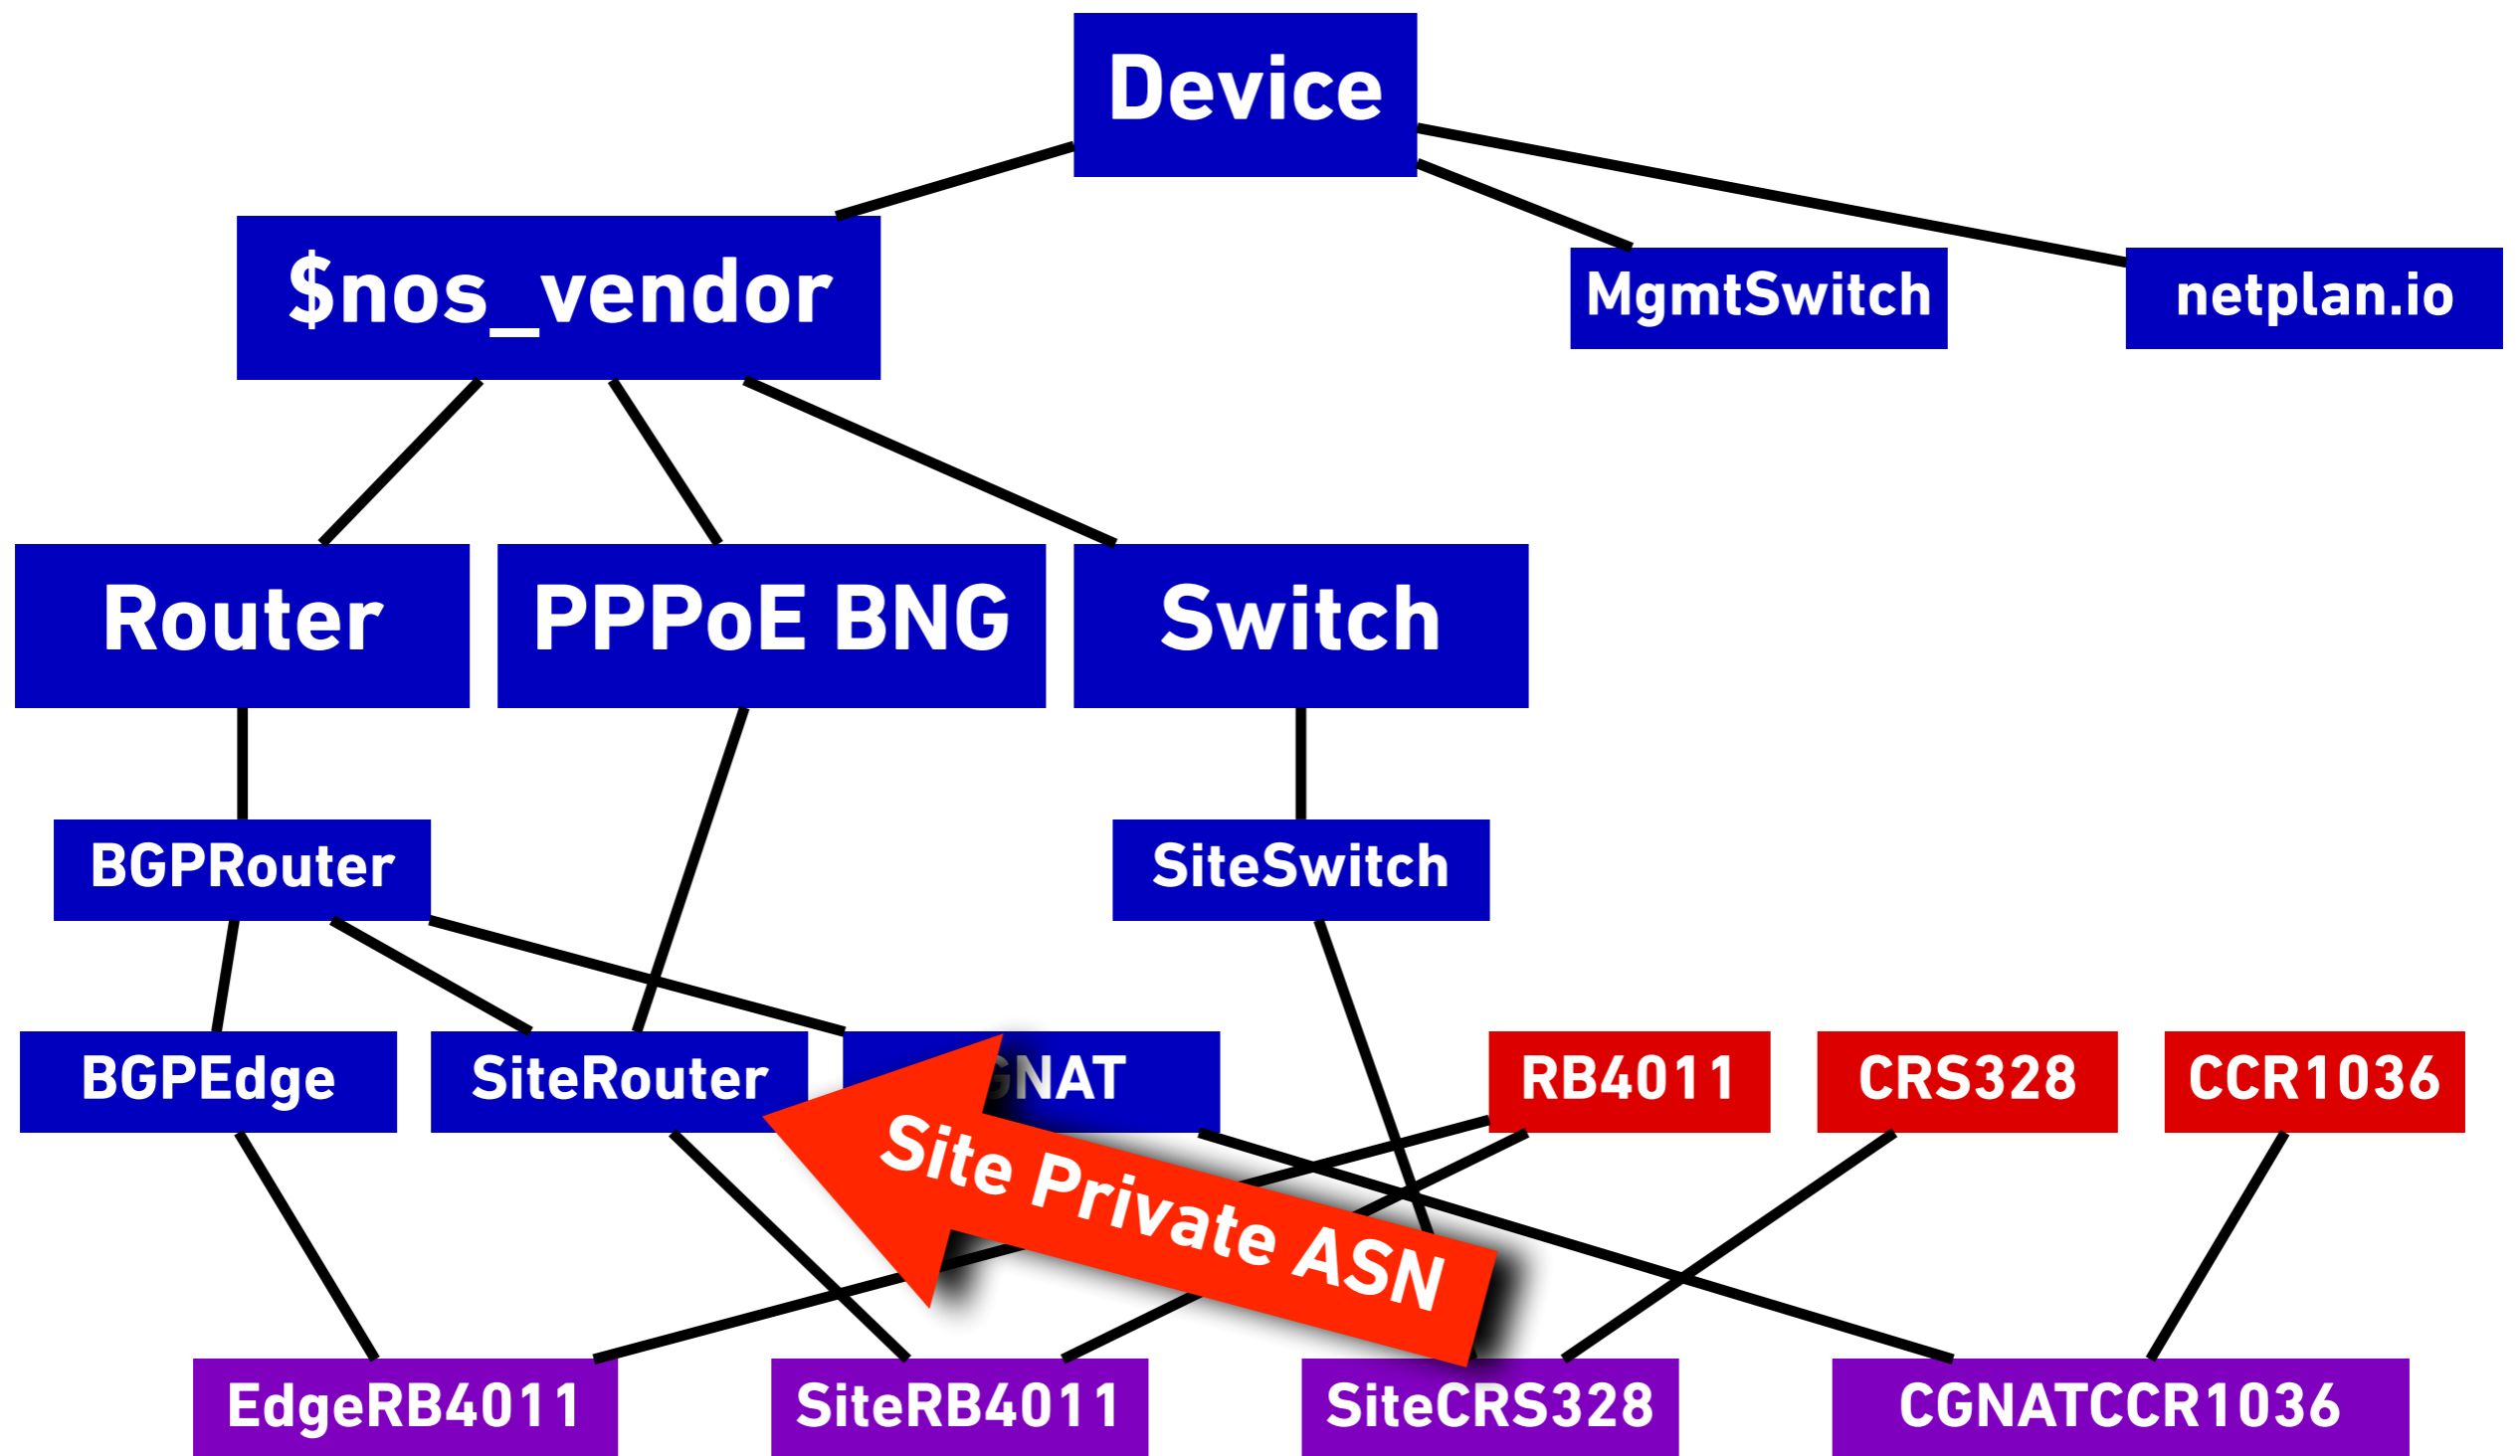 Device
$nos_vendor
MgmtSwitch
netplan.io
Router
PPPoE BNG
Switch
BGPRouter
SiteSwitch
BGPEdge
SiteRouter
GNAT
RB4011
CRS328
CCR1036
Site Private ASN
EdgeRB4011
SiteRB4011
SiteCRS328
CGNATCCR1036